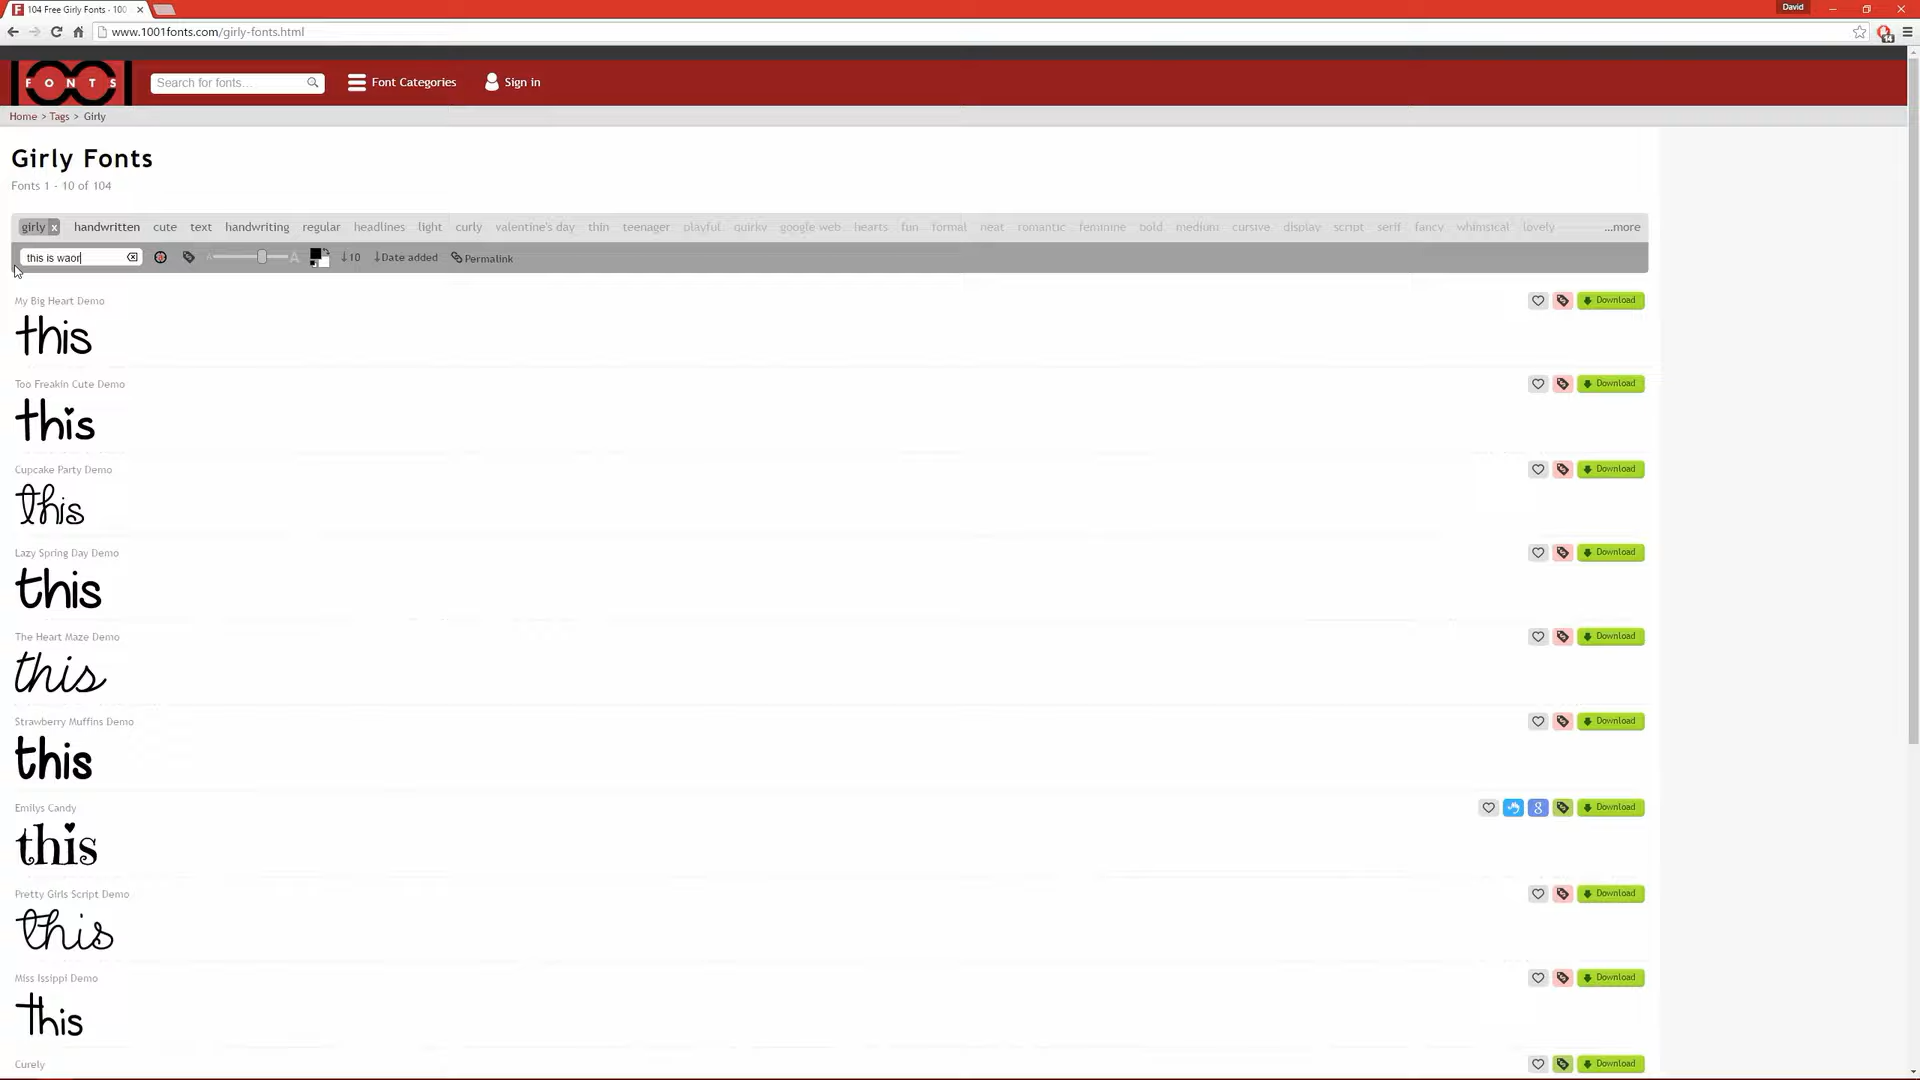 104 Free Girly Fonts · 100
David
www.1001fonts.com/girly-fonts.html
FONTS
Search for fonts...
Font Categories
Sign in
Home > Tags > Girly
Girly Fonts
Fonts 1 - 10 of 104
girly x handwritten cute text handwriting regular headlines light curly valentine's day thin teenager playful quirky google web hearts fun formal neat romantic feminine bold medium cursive display script serif fancy whimsical lovely ...more
this is waor A A ↓10 ↓Date added Permalink
My Big Heart Demo
Download
this
Too Freakin Cute Demo
Download
this
Cupcake Party Demo
Download
this
Lazy Spring Day Demo
Download
this
The Heart Maze Demo
Download
this
Strawberry Muffins Demo
Download
this
Emilys Candy
g
Download
this
Pretty Girls Script Demo
Download
this
Miss Issippi Demo
Download
this
Curely
Download